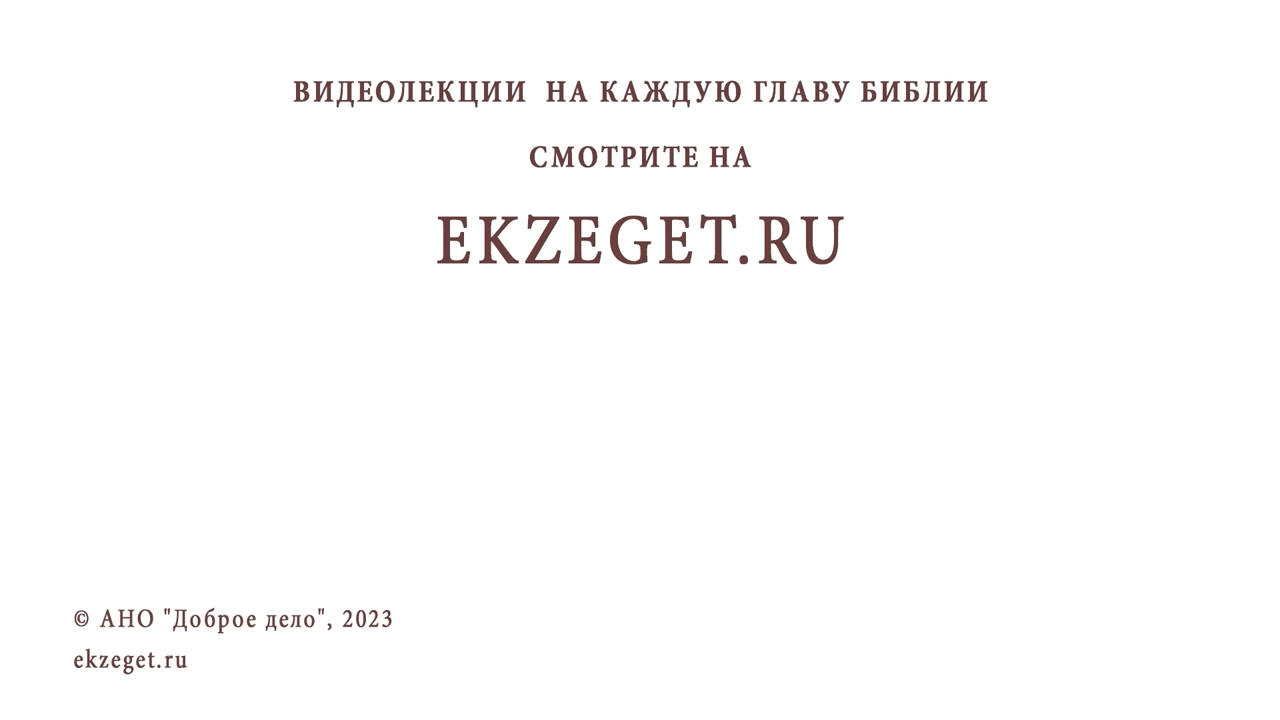 ВИДЕОЛЕКЦИИ НА КАЖДУЮ ГЛАВУ БИБЛИИ
СМОТРИТЕ НА
EKZEGET.RU
© АНО "Доброе дело", 2023
ekzeget.ru